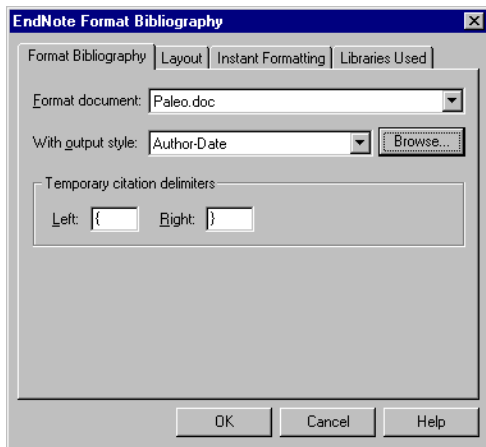 EndNote Format Bibliography
Format Bibliography Layout Instant Formatting Libraries Used
Format document: Paleo.doc
With output style: Author-Date Browse...
Temporary citation delimiters
Left: { Right: }
OK Cancel Help